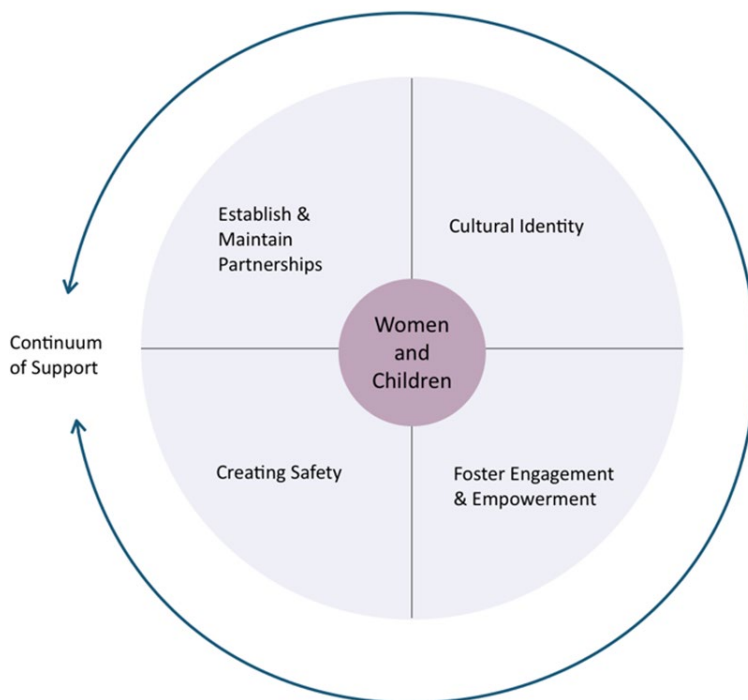 Establish &
Maintain
Partnerships
Cultural Identity
Women
and
Children
Continuum
of Support
Creating Safety
Foster Engagement
& Empowerment